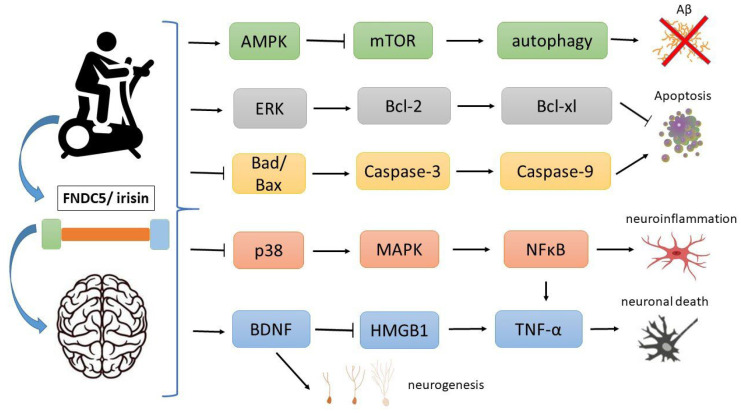 Aβ
AMPK
mTOR
autophagy
ERK
Bcl-2
Bcl-xl
Apoptosis
Bad/
Bax
Caspase-3
Caspase-9
FNDC5/ irisin
neuroinflammation
p38
MAPK
NFκB
neuronal death
BDNF
HMGB1
TNF-α
neurogenesis